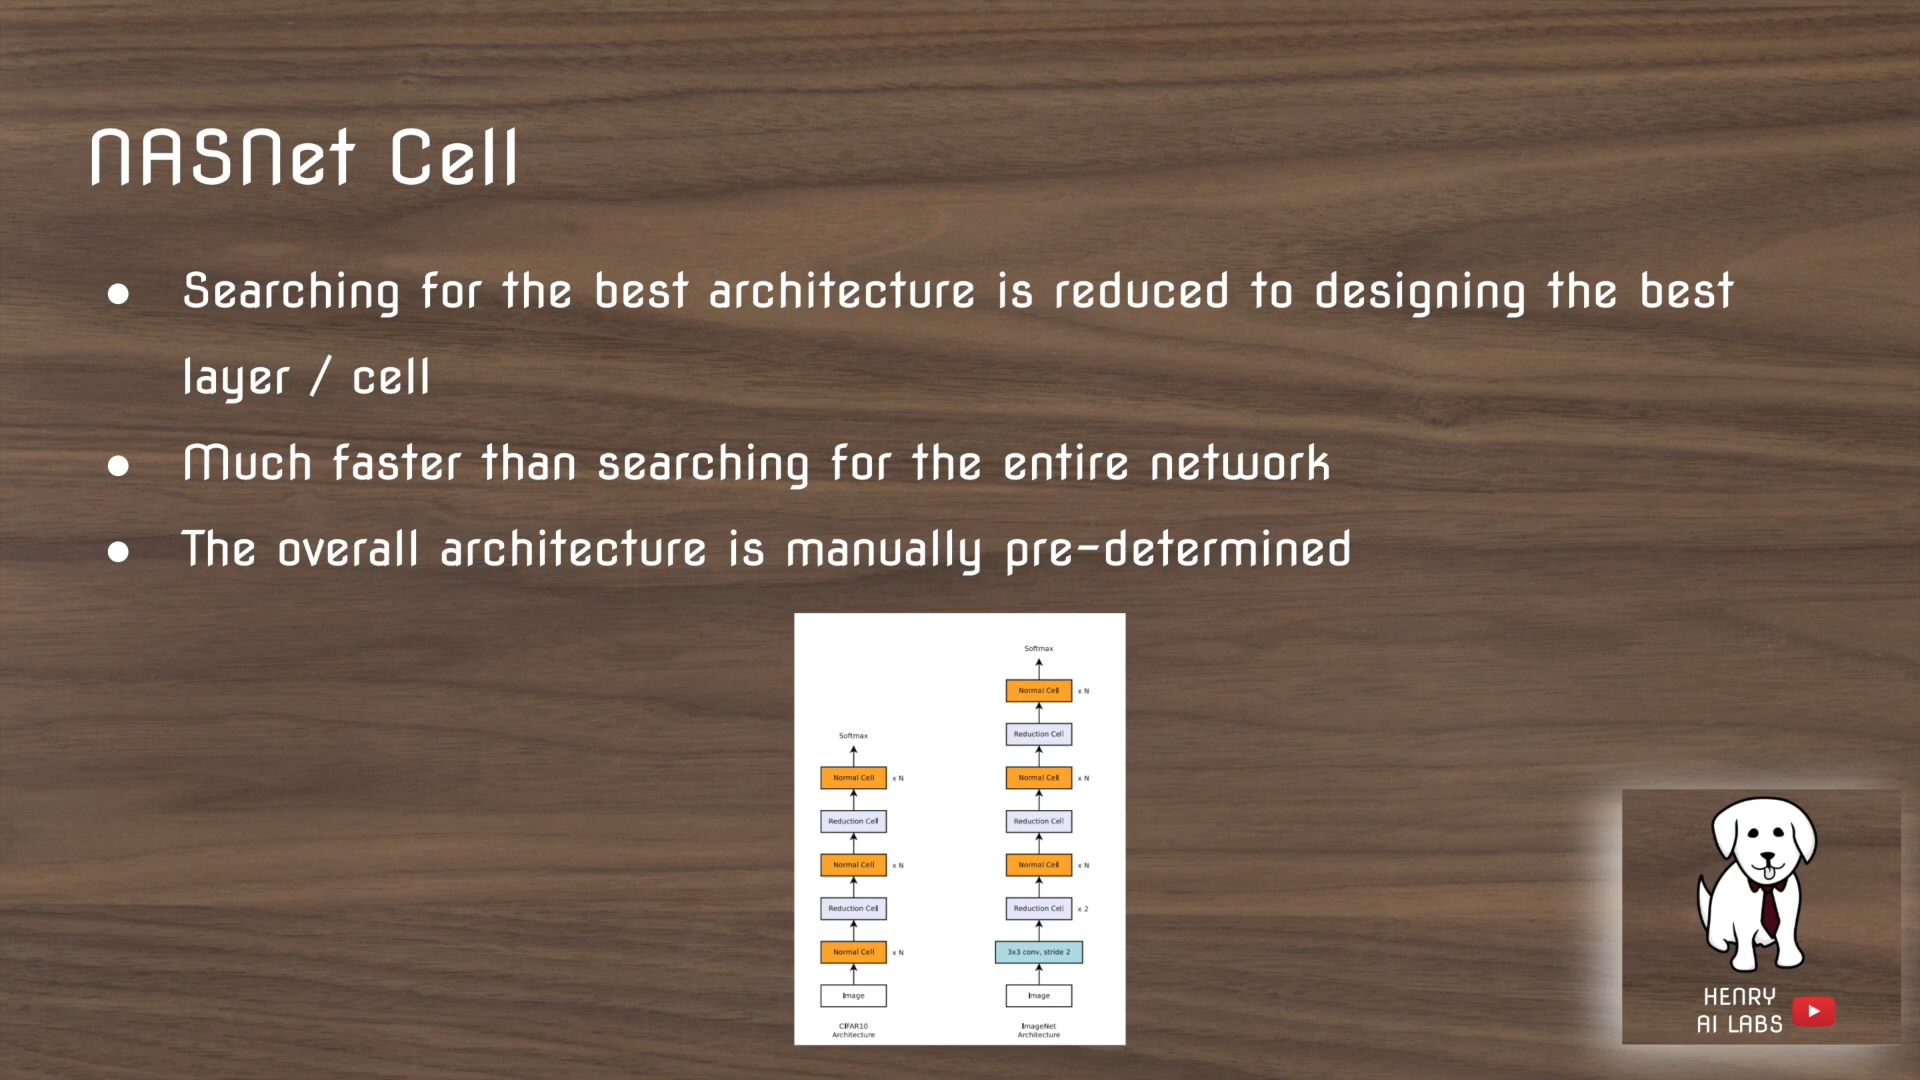 NASNet Cell
● Searching for the best architecture is reduced to designing the best
layer / cell
● Much faster than searching for the entire network
● The overall architecture is manually pre-determined
Softmax
Normal Cell x N
Reduction Cell
Normal Cell x N
Reduction Cell
Normal Cell x N
Image
CIFAR10
Architecture
Softmax
Normal Cell x N
Reduction Cell
Normal Cell x N
Reduction Cell
Normal Cell x N
Reduction Cell x 2
3x3 conv, stride 2
Image
ImageNet
Architecture
HENRY
AI LABS